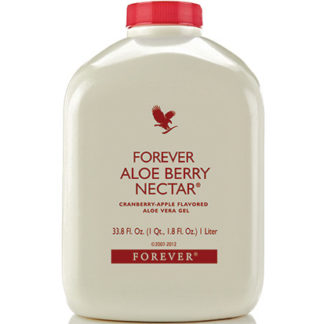 FOREVER
ALOE BERRY
NECTAR®
CRANBERRY-APPLE FLAVORED
ALOE VERA GEL
33.8 Fl. Oz. (1 Qt., 1.8 Fl. Oz.) 1 Liter
©2007-2012
FOREVER®